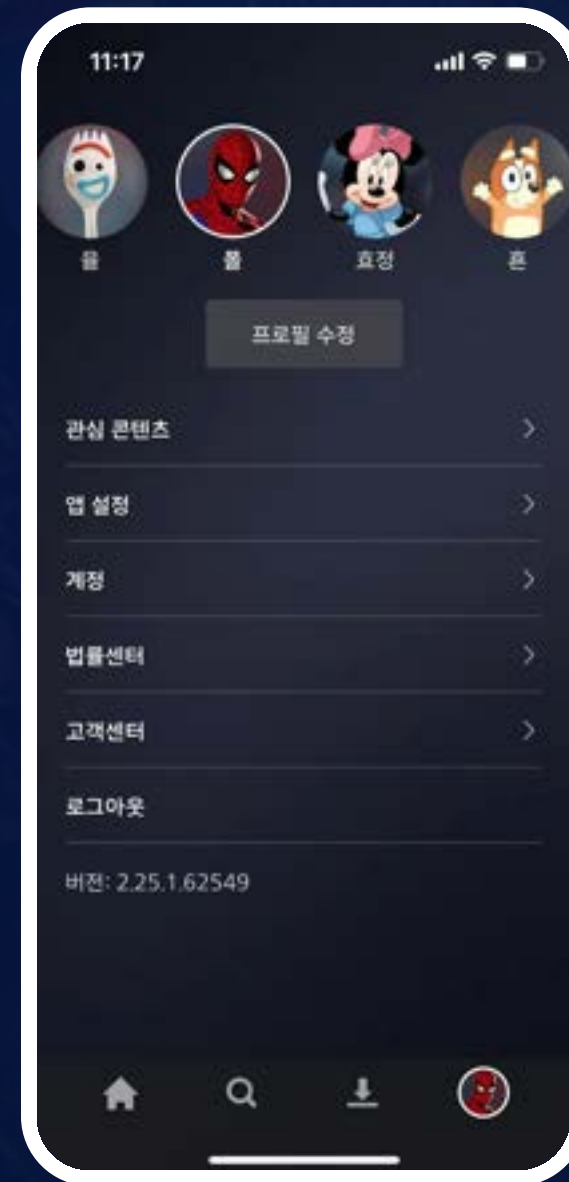 11:17
율 폴 효정 흔
프로필 수정
관심 콘텐츠
앱 설정
계정
법률센터
고객센터
로그아웃
버전: 2.25.1.62549